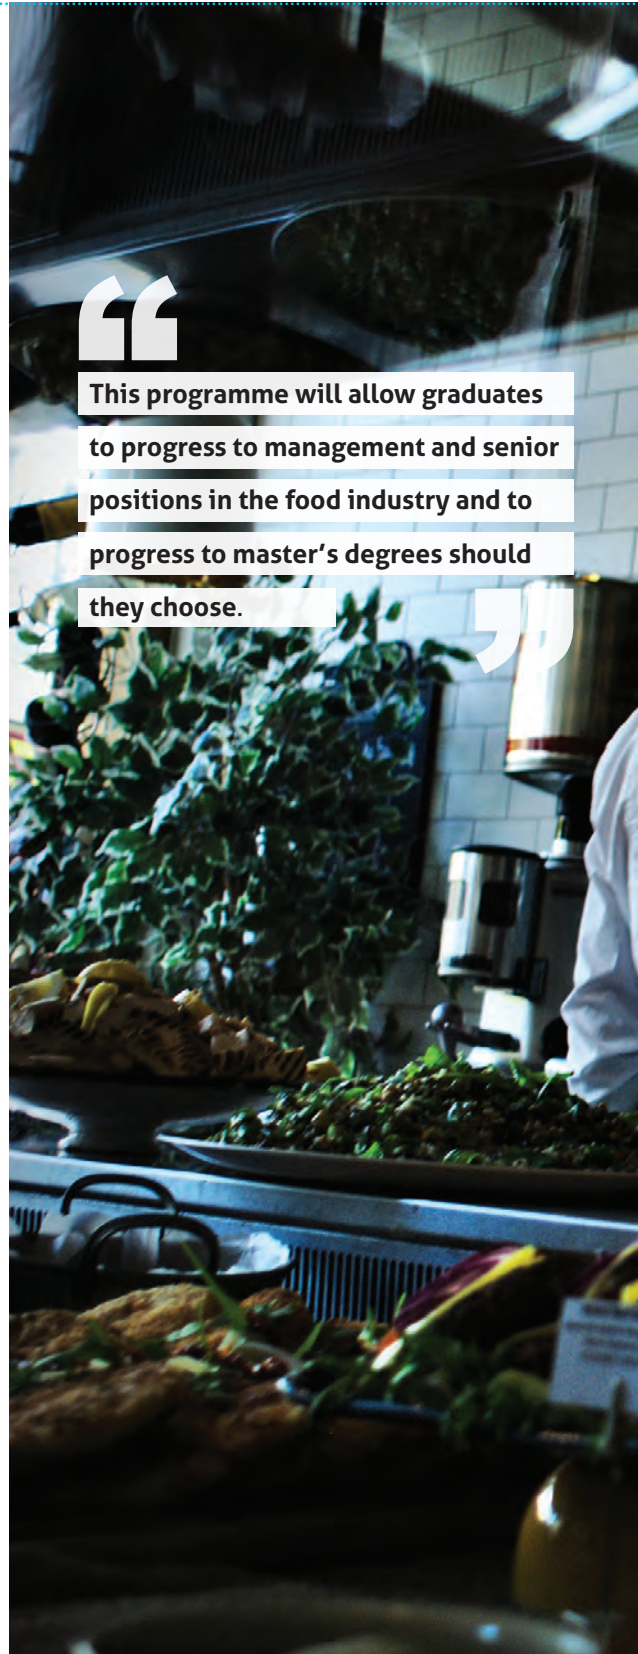 “
This programme will allow graduates
to progress to management and senior
positions in the food industry and to
progress to master’s degrees should
they choose.
”